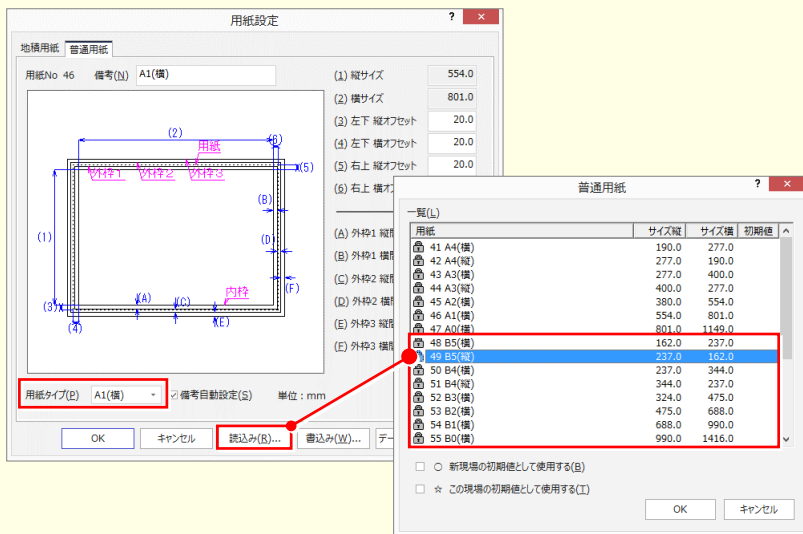 用紙設定
? ×
地積用紙 普通用紙
用紙No 46 備考(N) A1(横)
(1) 縦サイズ 554.0
(2) 横サイズ 801.0
(3) 左下 縦オフセット 20.0
(4) 左下 横オフセット 20.0
(5) 右上 縦オフセット 20.0
(6) 右上 横オ
(A) 外枠1 縦
(B) 外枠1 横
(C) 外枠2 縦
(D) 外枠2 横
(E) 外枠3 縦
(F) 外枠3 横
(2)
(6)
用紙
(5)
外枠1 外枠2 外枠3
(B)
(1)
(D)
(F)
内枠
(A) (C)
(3)
(E)
(4)
用紙タイプ(P) A1(横) 備考自動設定(S) 単位：mm
OK キャンセル 読込み(R)... 書込み(W)... デー
普通用紙
? ×
一覧(L)
用紙 サイズ縦 サイズ横 初期値
41 A4(横) 190.0 277.0
42 A4(縦) 277.0 190.0
43 A3(横) 277.0 400.0
44 A3(縦) 400.0 277.0
45 A2(横) 380.0 554.0
46 A1(横) 554.0 801.0
47 A0(横) 801.0 1149.0
48 B5(横) 162.0 237.0
49 B5(縦) 237.0 162.0
50 B4(横) 237.0 344.0
51 B4(縦) 344.0 237.0
52 B3(横) 324.0 475.0
53 B2(横) 475.0 688.0
54 B1(横) 688.0 990.0
55 B0(横) 990.0 1416.0
○ 新現場の初期値として使用する(B)
☆ この現場の初期値として使用する(T)
OK キャンセル